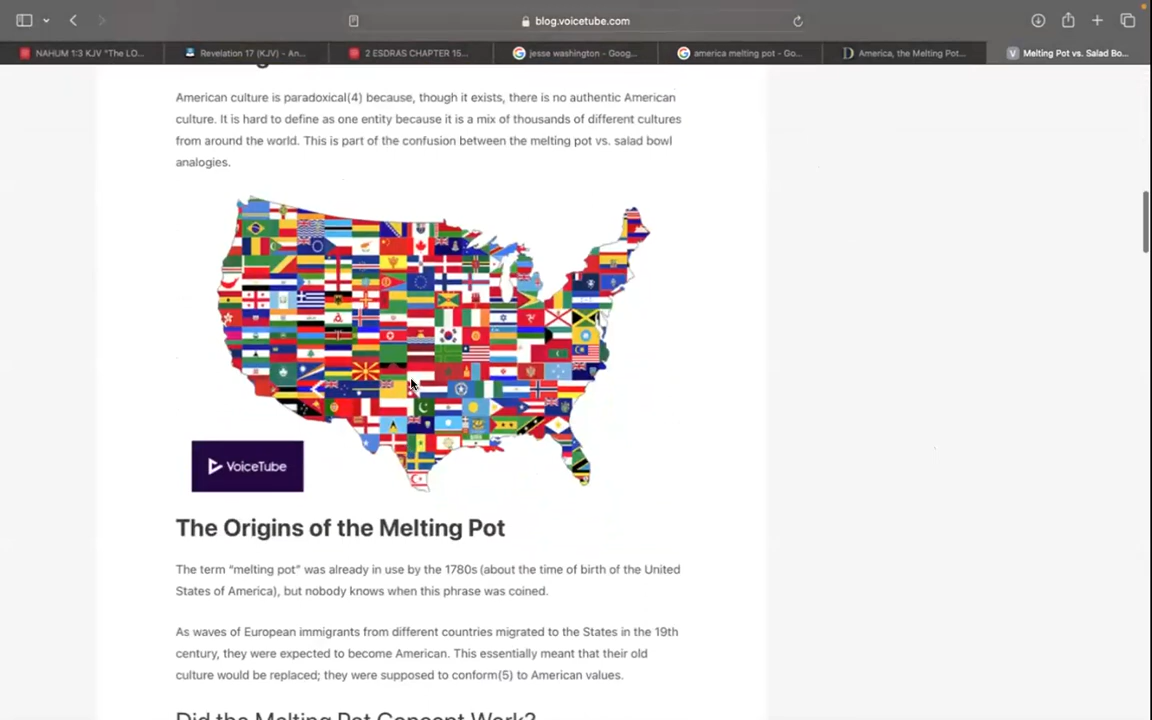 blog.voicetube.com
NAHUM 1:3 KJV "The LO...
Revelation 17 (KJV) - An...
2 ESDRAS CHAPTER 15...
jesse washington - Goog...
america melting pot - Go...
America, the Melting Pot...
Melting Pot vs. Salad Bo...
American culture is paradoxical(4) because, though it exists, there is no authentic American
culture. It is hard to define as one entity because it is a mix of thousands of different cultures
from around the world. This is part of the confusion between the melting pot vs. salad bowl
analogies.
VoiceTube
The Origins of the Melting Pot
The term “melting pot” was already in use by the 1780s (about the time of birth of the United
States of America), but nobody knows when this phrase was coined.
As waves of European immigrants from different countries migrated to the States in the 19th
century, they were expected to become American. This essentially meant that their old
culture would be replaced; they were supposed to conform(5) to American values.
Did the Melting Pot Concept Work?